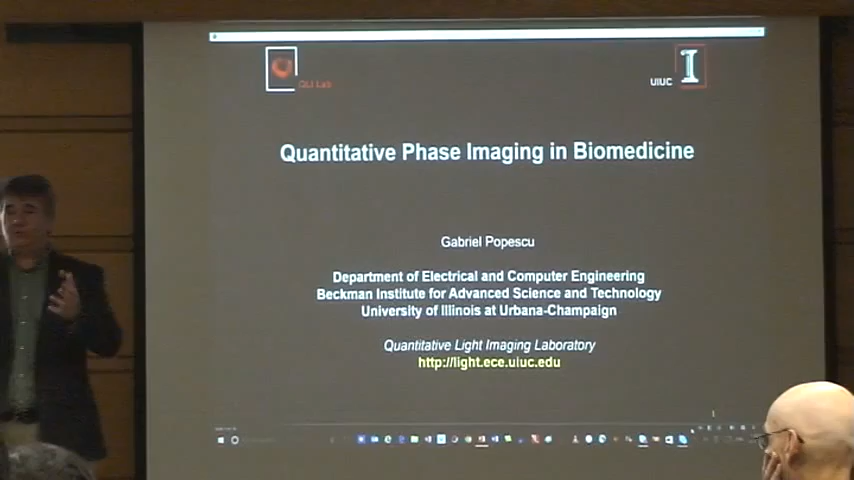 QLI Lab
UIUC
I
Quantitative Phase Imaging in Biomedicine
Gabriel Popescu
Department of Electrical and Computer Engineering
Beckman Institute for Advanced Science and Technology
University of Illinois at Urbana-Champaign
Quantitative Light Imaging Laboratory
http://light.ece.uiuc.edu